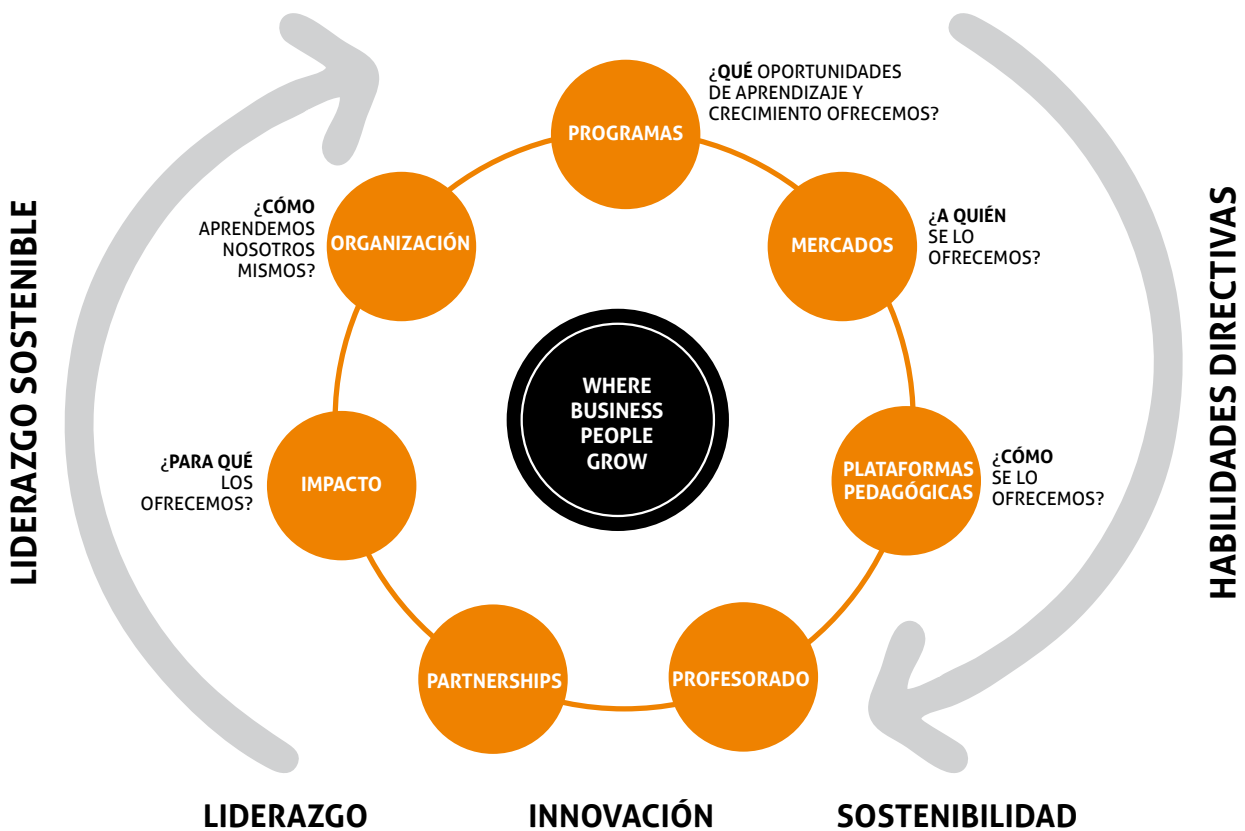 ¿QUÉ OPORTUNIDADES
DE APRENDIZAJE Y
CRECIMIENTO OFRECEMOS?
PROGRAMAS
¿CÓMO
APRENDEMOS
NOSOTROS
MISMOS?
ORGANIZACIÓN
MERCADOS
¿A QUIÉN
SE LO
OFRECEMOS?
LIDERAZGO SOSTENIBLE
HABILIDADES DIRECTIVAS
WHERE
BUSINESS
PEOPLE
GROW
¿PARA QUÉ
LOS
OFRECEMOS?
IMPACTO
PLATAFORMAS
PEDAGÓGICAS
¿CÓMO
SE LO
OFRECEMOS?
PARTNERSHIPS
PROFESORADO
LIDERAZGO
INNOVACIÓN
SOSTENIBILIDAD